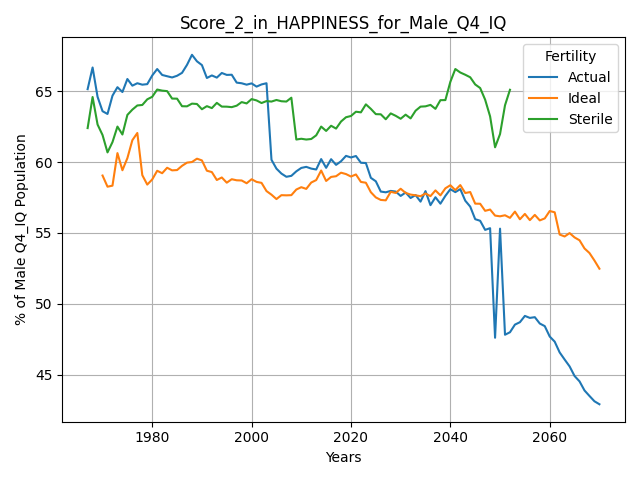 Score_2_in_HAPPINESS_for_Male_Q4_IQ
% of Male Q4_IQ Population
65
60
55
50
45
Fertility
Actual
Ideal
Sterile
1980
2000
2020
2040
2060
Years